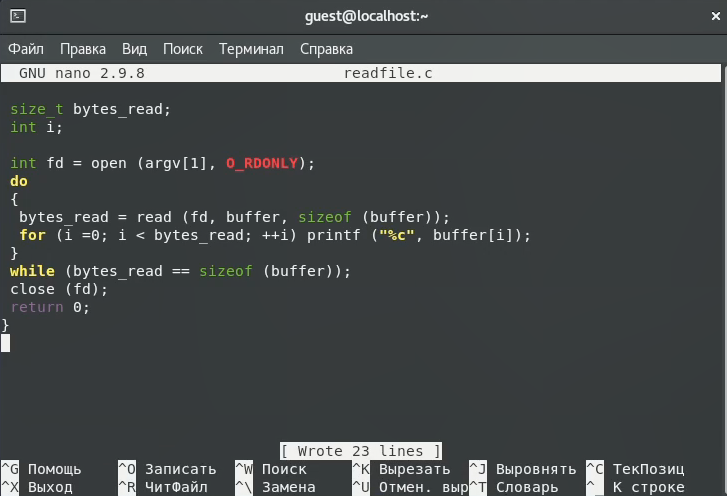 guest@localhost:~
Файл Правка Вид Поиск Терминал Справка
GNU nano 2.9.8 readfile.c
size_t bytes_read;
int i;
int fd = open (argv[1], O_RDONLY);
do
{
bytes_read = read (fd, buffer, sizeof (buffer));
for (i =0; i < bytes_read; ++i) printf ("%c", buffer[i]);
}
while (bytes_read == sizeof (buffer));
close (fd);
return 0;
}
[ Wrote 23 lines ]
^G Помощь ^O Записать ^W Поиск ^K Вырезать ^J Выровнять ^C ТекПозиц
^X Выход ^R ЧитФайл ^\ Замена ^U Отмен. выр ^T Словарь ^_ К строке